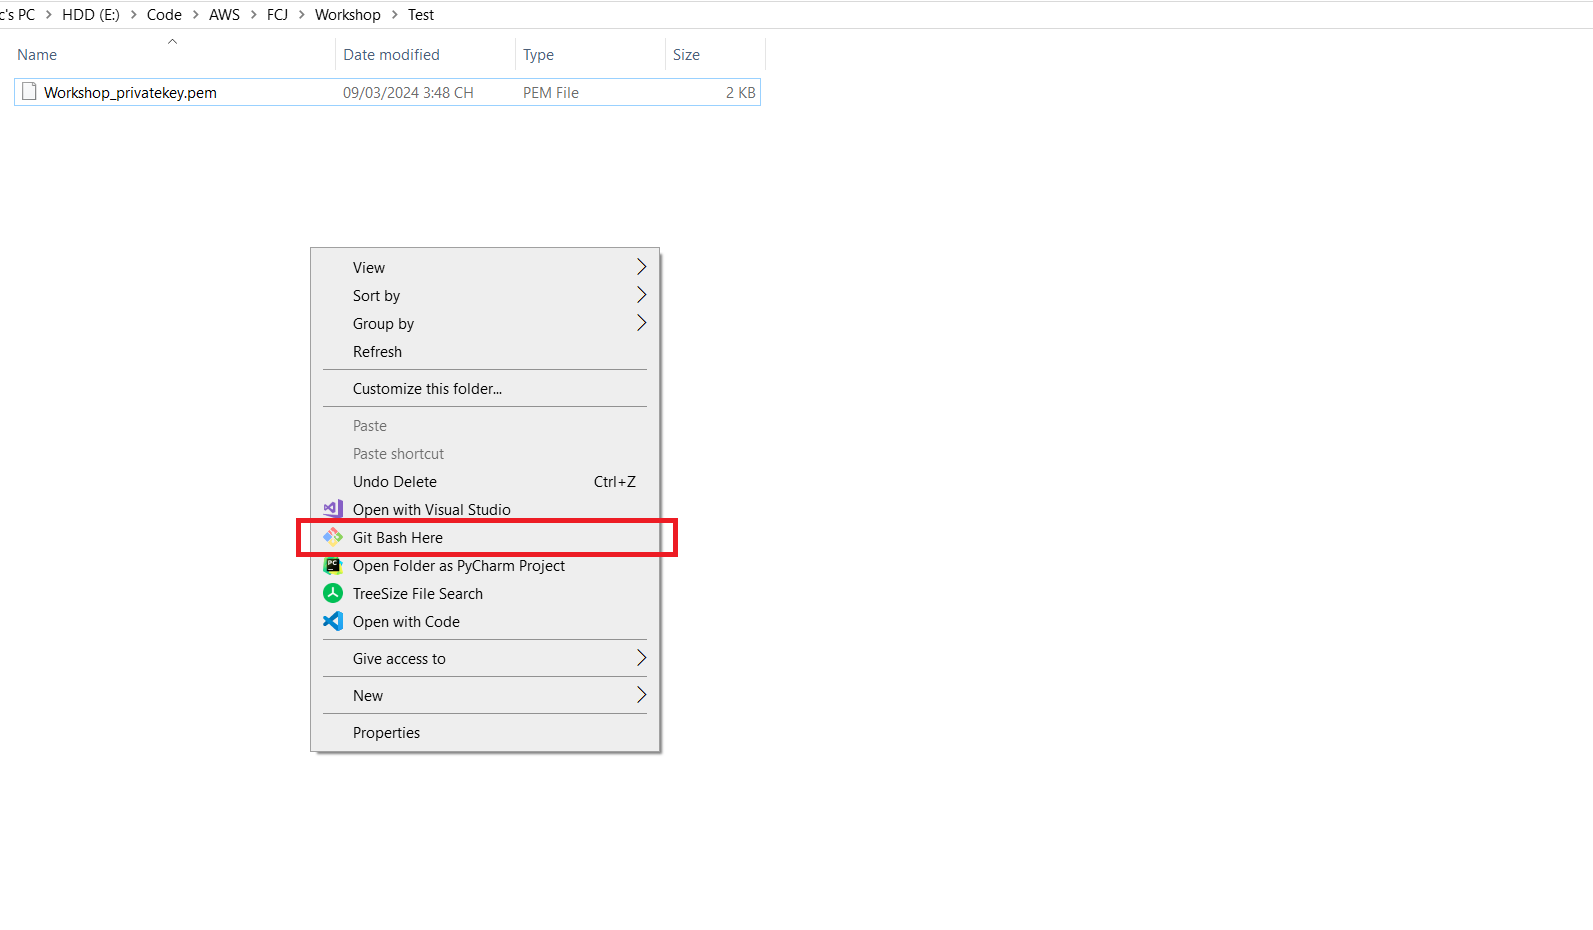 c's PC > HDD (E:) > Code > AWS > FCJ > Workshop > Test
Name Date modified Type Size
Workshop_privatekey.pem 09/03/2024 3:48 CH PEM File 2 KB
View
Sort by
Group by
Refresh
Customize this folder...
Paste
Paste shortcut
Undo Delete Ctrl+Z
Open with Visual Studio
Git Bash Here
PC Open Folder as PyCharm Project
TreeSize File Search
Open with Code
Give access to
New
Properties